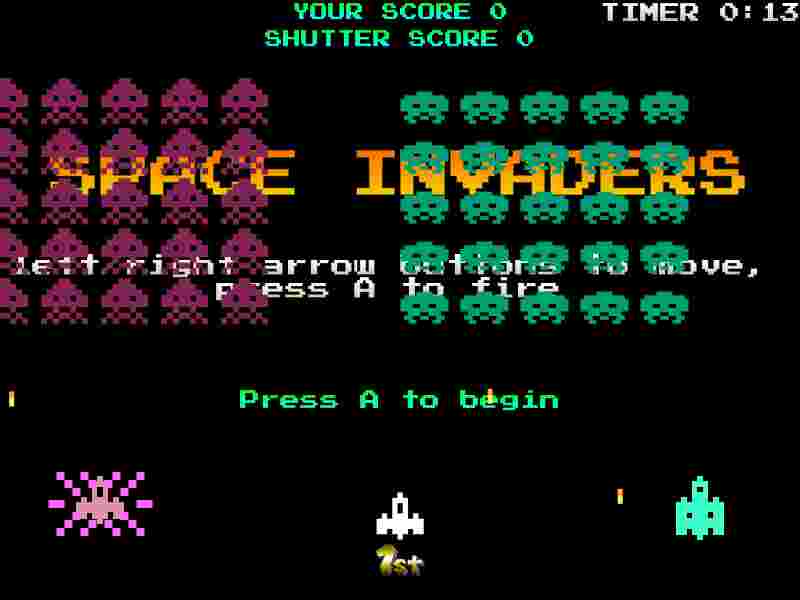 YOUR SCORE 0
TIMER 0:13
SHUTTER SCORE 0
SPACE INVADERS
left right arrow buttons to move,
press A to fire
Press A to begin
1st